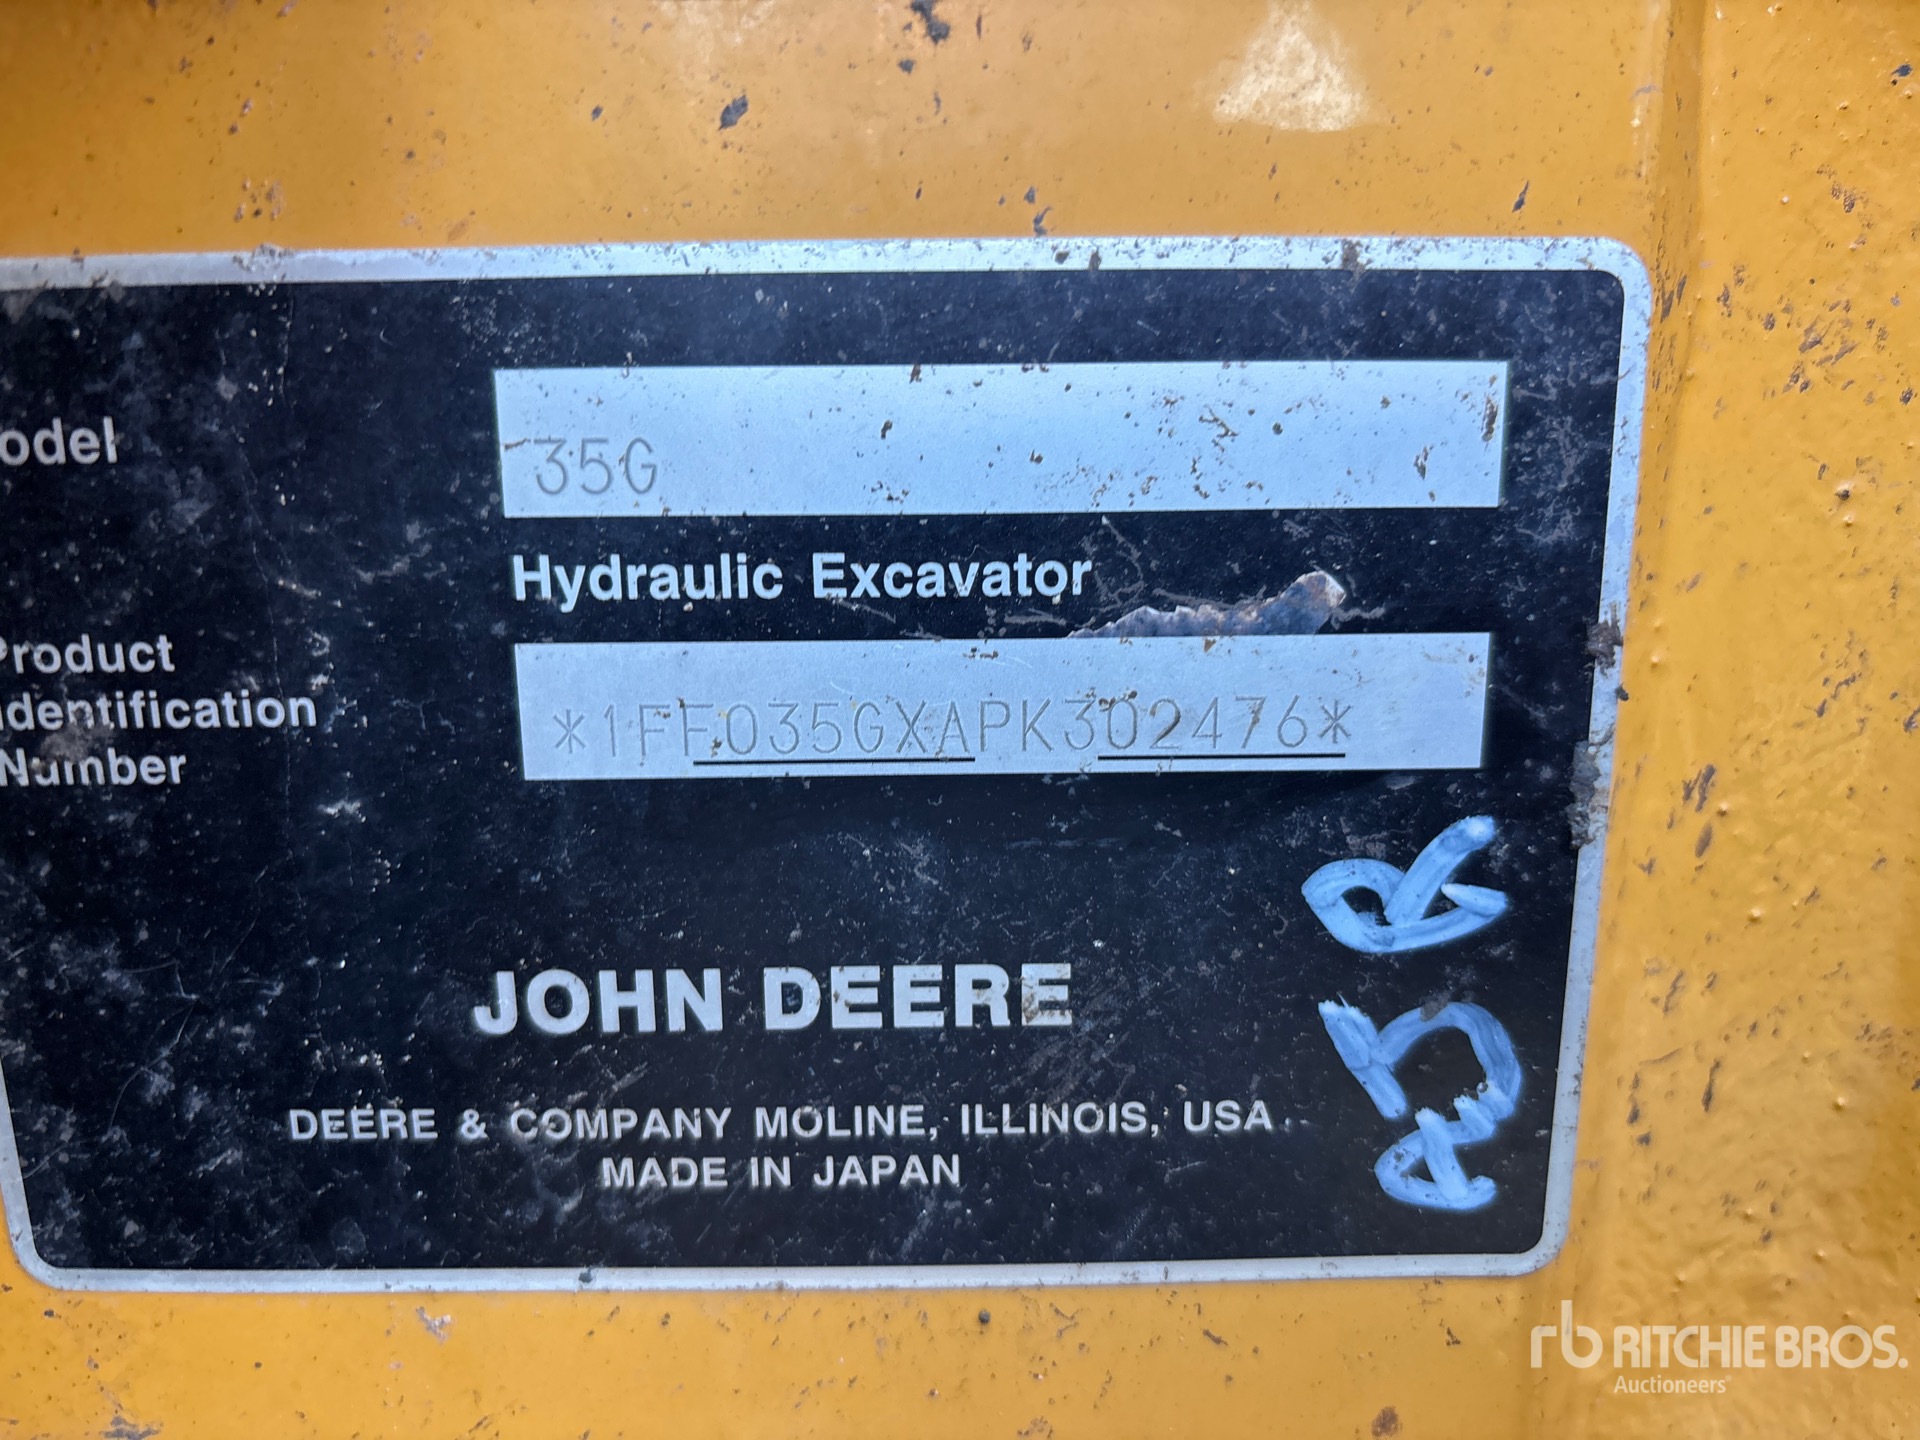 odel
35G
Hydraulic Excavator
Product
Identification
Number
*1FF035GXAPK302476*
JOHN DEERE
DEERE & COMPANY MOLINE, ILLINOIS, USA
MADE IN JAPAN
rb RITCHIE BROS.
Auctioneers